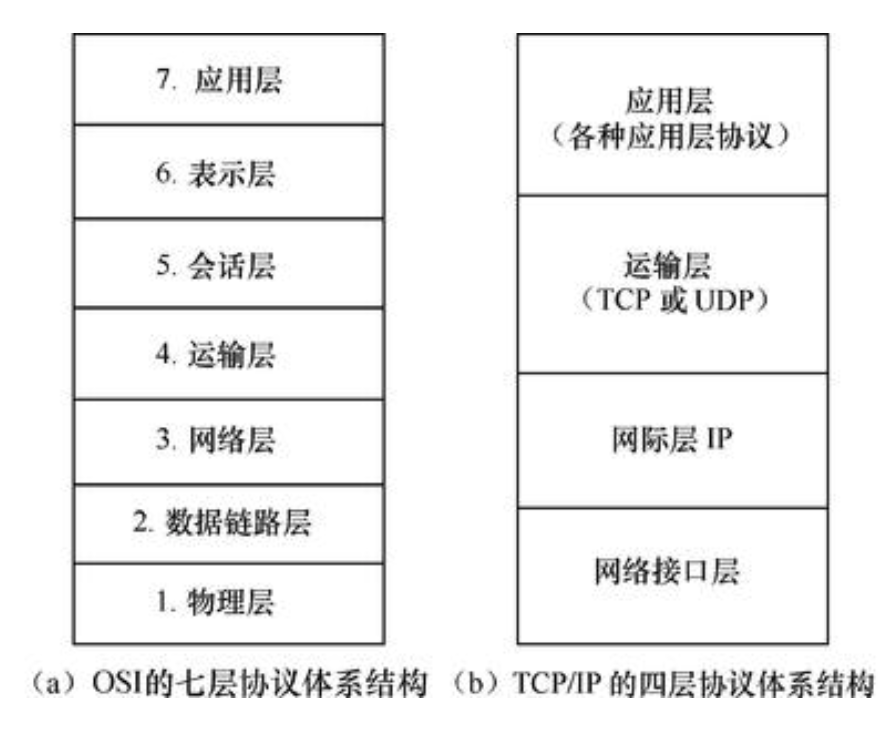 7. 应用层
6. 表示层
5. 会话层
4. 运输层
3. 网络层
2. 数据链路层
1. 物理层
(a) OSI的七层协议体系结构
应用层
(各种应用层协议)
运输层
(TCP 或 UDP)
网际层 IP
网络接口层
(b) TCP/IP 的四层协议体系结构